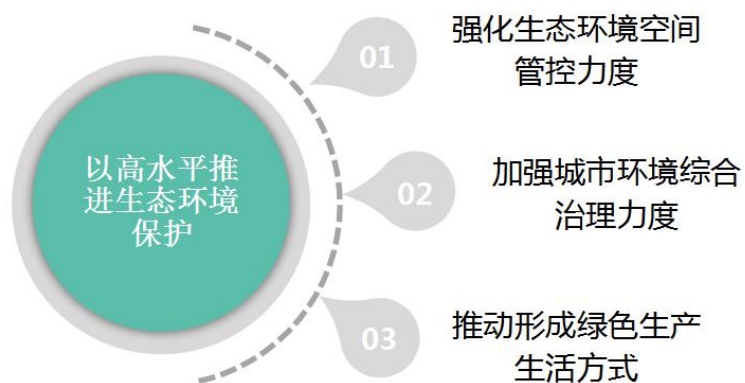 以高水平推
进生态环境
保护
01
强化生态环境空间
管控力度
02
加强城市环境综合
治理力度
03
推动形成绿色生产
生活方式